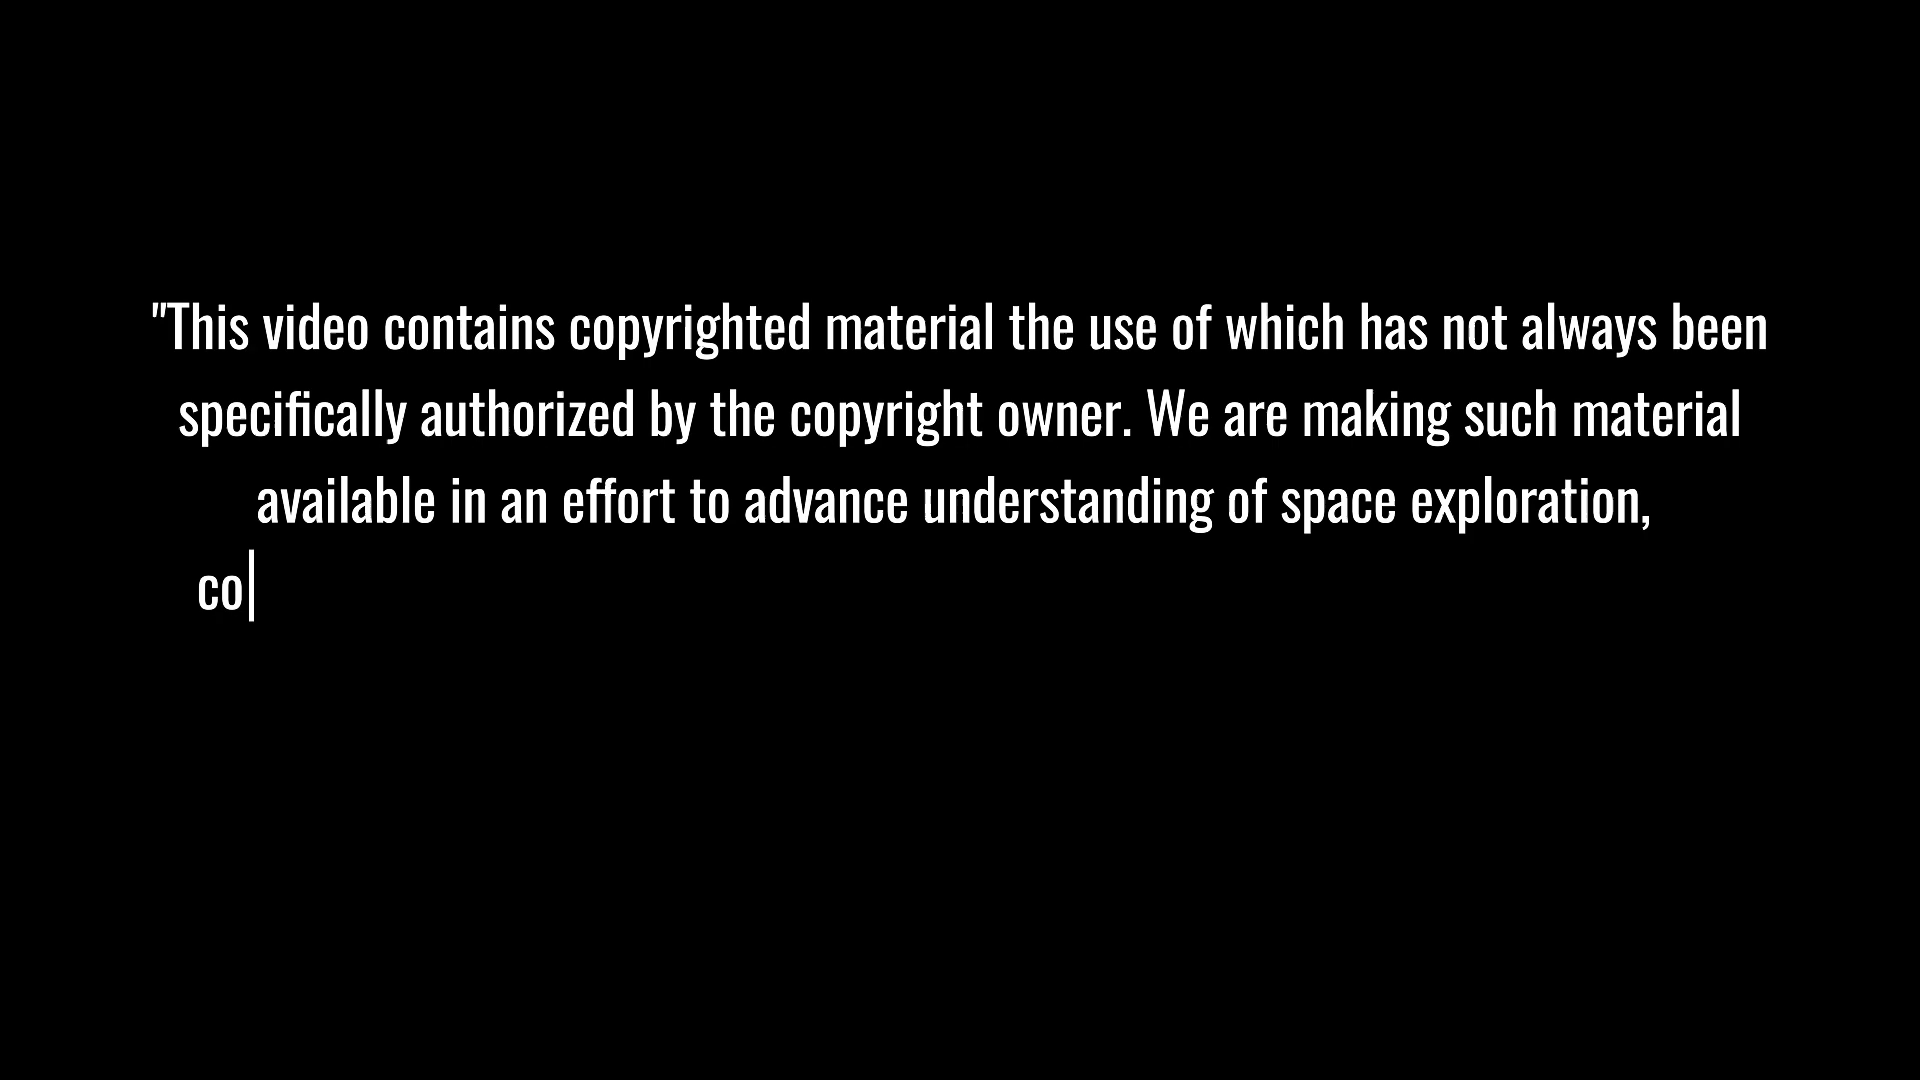 "This video contains copyrighted material the use of which has not always been
specifically authorized by the copyright owner. We are making such material
available in an effort to advance understanding of space exploration,
co